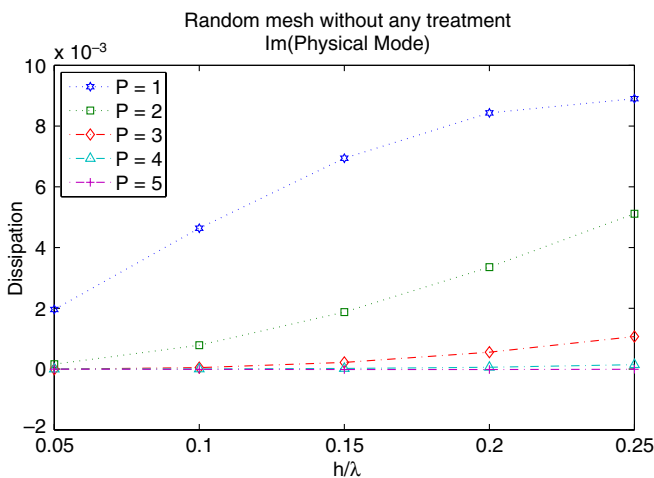 Random mesh without any treatment
Im(Physical Mode)
x 10⁻³
10
8
6
4
2
0
−2
Dissipation
P = 1
P = 2
P = 3
P = 4
P = 5
0.05
0.1
0.15
0.2
0.25
h/λ